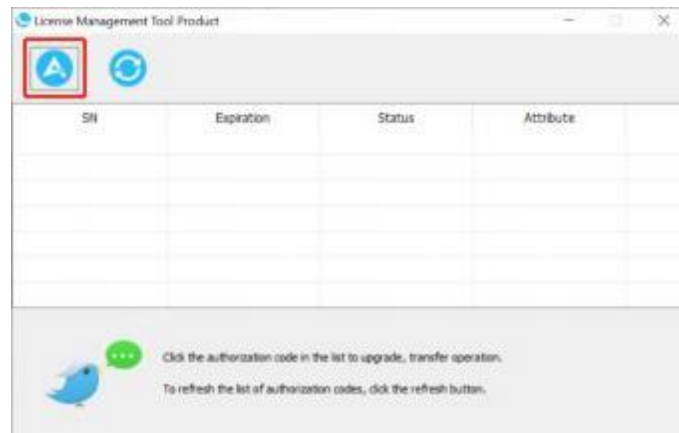 License Management Tool Product
SN Expiration Status Attribute
Click the authorization code in the list to upgrade, transfer operation.
To refresh the list of authorization codes, click the refresh button.